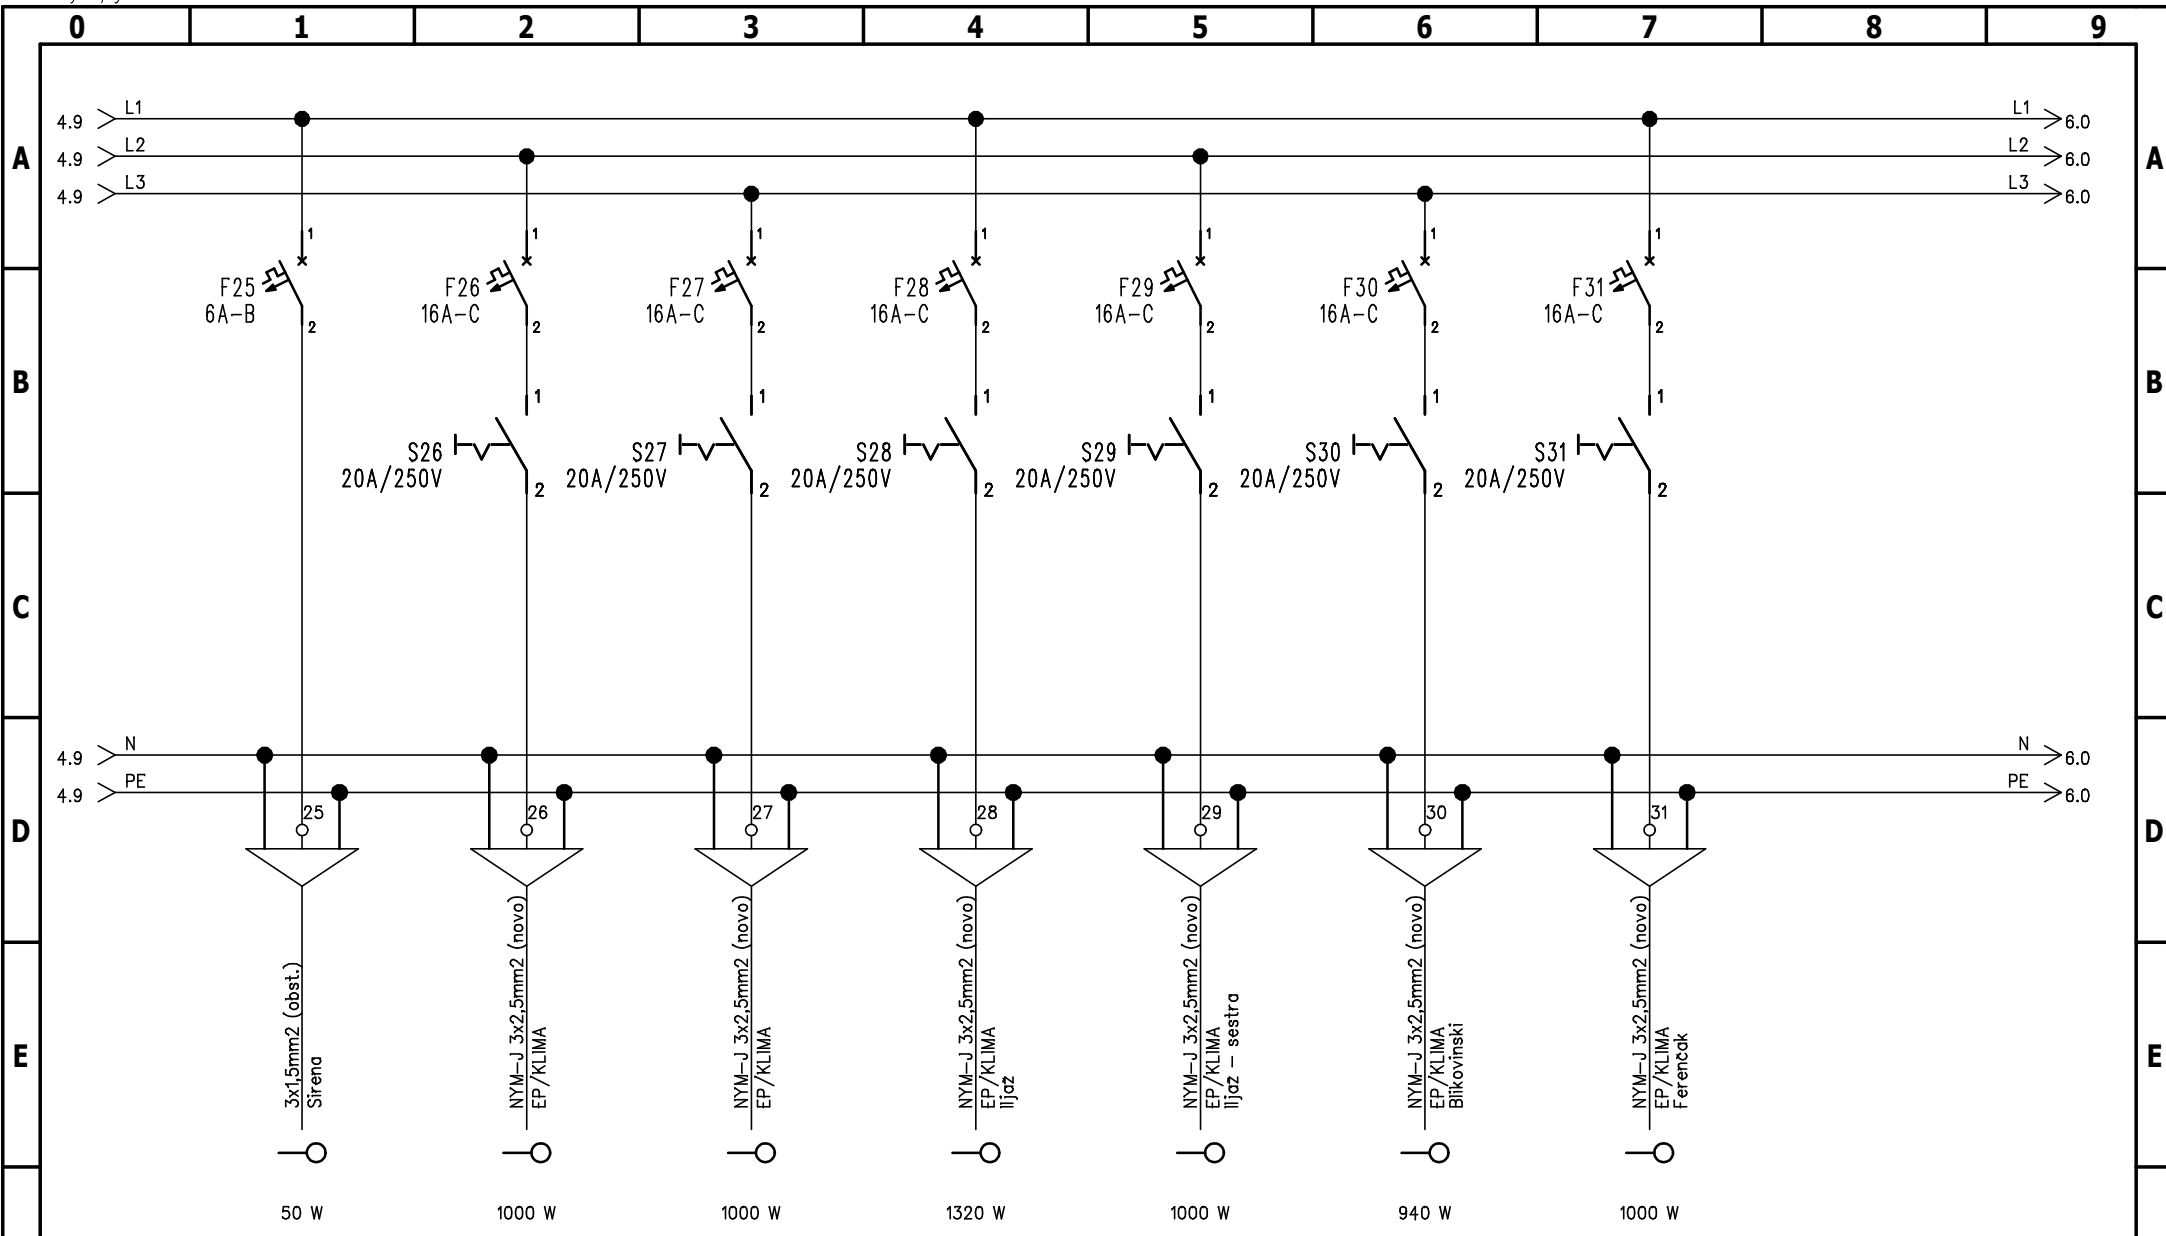 0 1 2 3 4 5 6 7 8 9
4.9 L1 L1 6.0
4.9 L2 L2 6.0
4.9 L3 L3 6.0
A A
1 1 1 1 1 1 1
F25 F26 F27 F28 F29 F30 F31
6A-B 16A-C 16A-C 16A-C 16A-C 16A-C 16A-C
2 2 2 2 2 2 2
B B
1 1 1 1 1 1
S26 S27 S28 S29 S30 S31
20A/250V 20A/250V 20A/250V 20A/250V 20A/250V 20A/250V
2 2 2 2 2 2
C C
4.9 N N 6.0
4.9 PE PE 6.0
25 26 27 28 29 30 31
D D
3x1,5mm2 (obst.)
Sirena
NYM-J 3x2,5mm2 (novo)
EP/KLIMA
NYM-J 3x2,5mm2 (novo)
EP/KLIMA
NYM-J 3x2,5mm2 (novo)
EP/KLIMA
Iljaž
NYM-J 3x2,5mm2 (novo)
EP/KLIMA
Iljaž - sestra
NYM-J 3x2,5mm2 (novo)
EP/KLIMA
Blikovinski
NYM-J 3x2,5mm2 (novo)
EP/KLIMA
Ferenčak
E E
50 W 1000 W 1000 W 1320 W 1000 W 940 W 1000 W